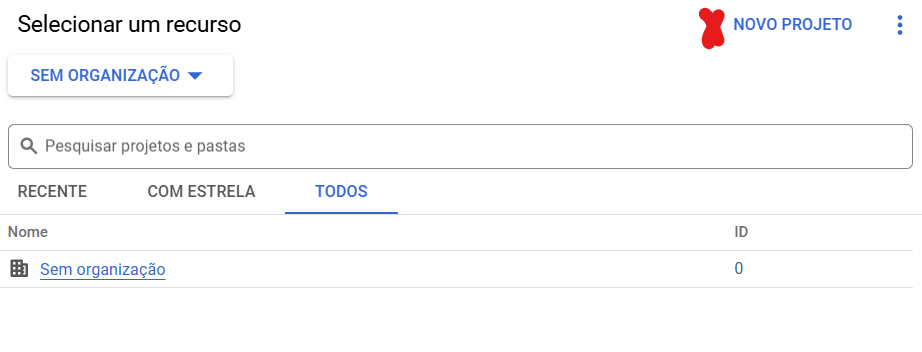 Selecionar um recurso
NOVO PROJETO
SEM ORGANIZAÇÃO
Pesquisar projetos e pastas
RECENTE COM ESTRELA TODOS
Nome ID
Sem organização 0